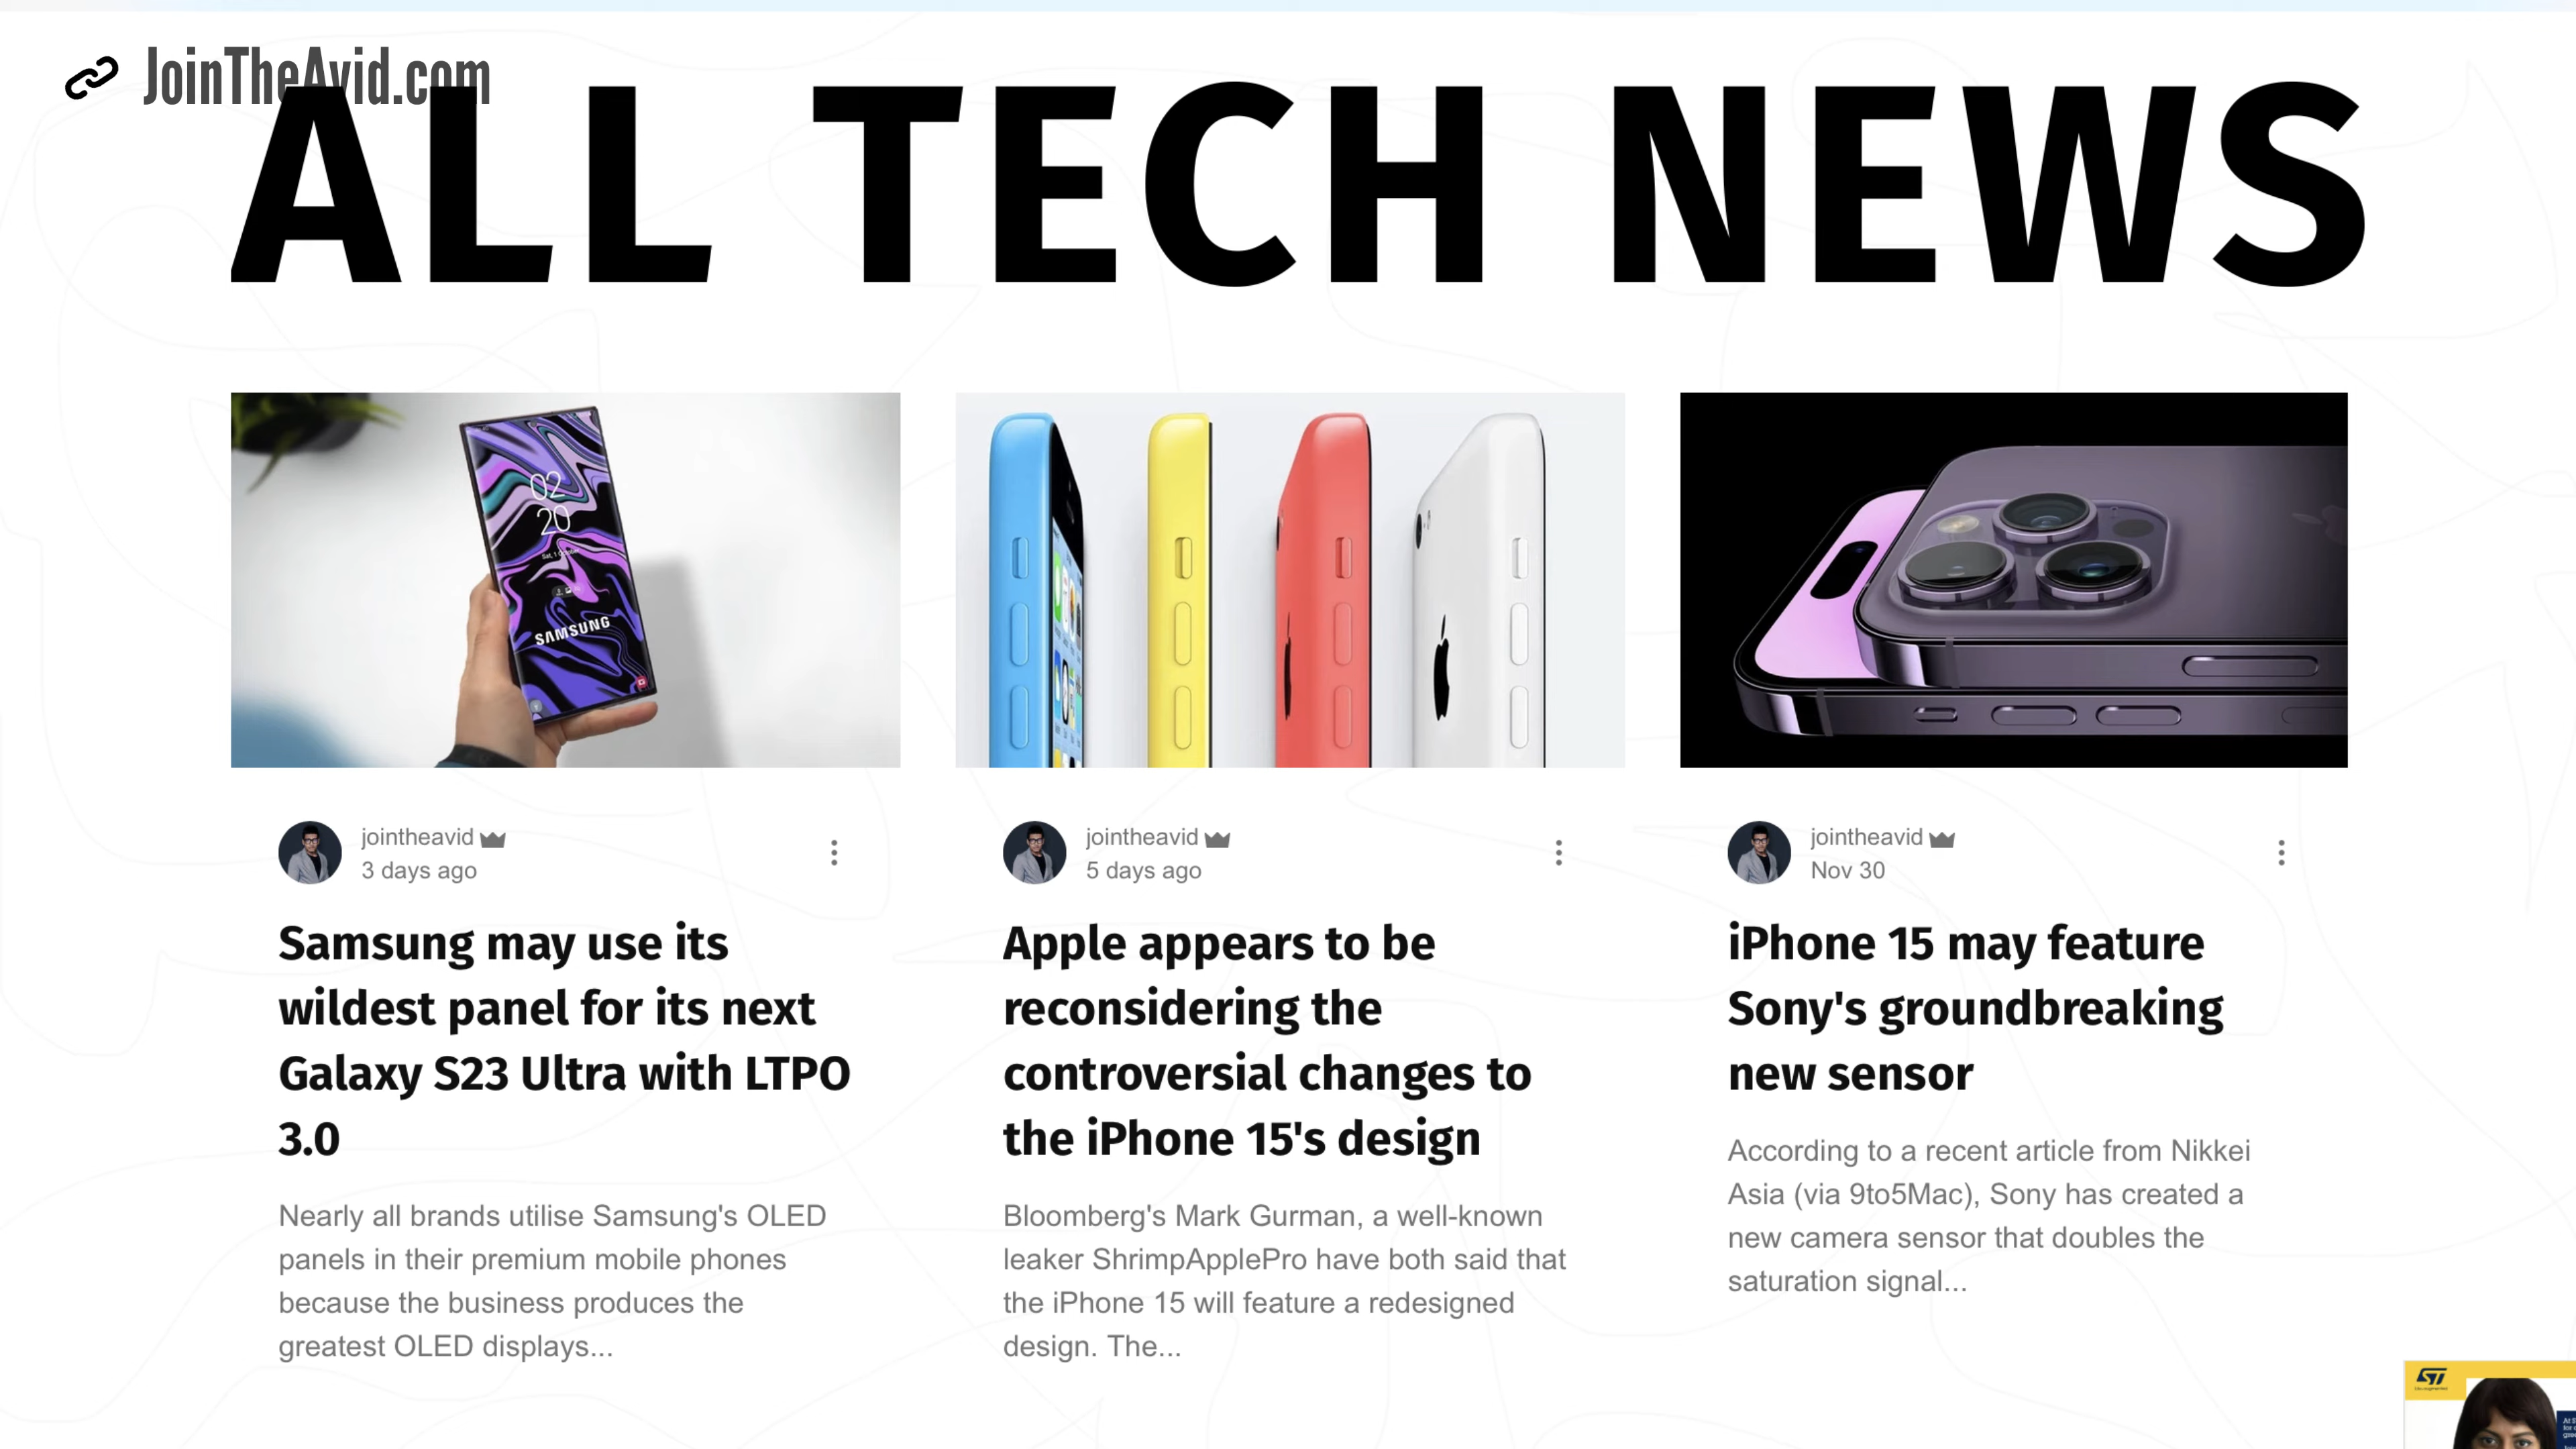 JoinTheAvid.com
ALL TECH NEWS
02
20
SAMSUNG
jointheavid
3 days ago
Samsung may use its
wildest panel for its next
Galaxy S23 Ultra with LTPO
3.0
Nearly all brands utilise Samsung's OLED
panels in their premium mobile phones
because the business produces the
greatest OLED displays...
jointheavid
5 days ago
Apple appears to be
reconsidering the
controversial changes to
the iPhone 15's design
Bloomberg's Mark Gurman, a well-known
leaker ShrimpApplePro have both said that
the iPhone 15 will feature a redesigned
design. The...
jointheavid
Nov 30
iPhone 15 may feature
Sony's groundbreaking
new sensor
According to a recent article from Nikkei
Asia (via 9to5Mac), Sony has created a
new camera sensor that doubles the
saturation signal...
ST